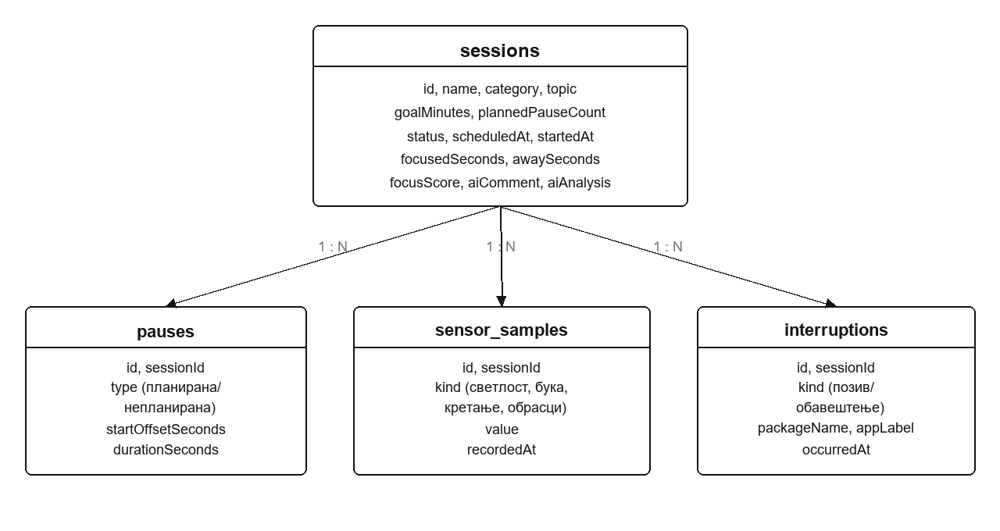 sessions
id, name, category, topic
goalMinutes, plannedPauseCount
status, scheduledAt, startedAt
focusedSeconds, awaySeconds
focusScore, aiComment, aiAnalysis
1 : N
1 : N
1 : N
pauses
id, sessionId
type (планирана/
непланирана)
startOffsetSeconds
durationSeconds
sensor_samples
id, sessionId
kind (светлост, бука,
кретање, обрасци)
value
recordedAt
interruptions
id, sessionId
kind (позив/
обавештење)
packageName, appLabel
occurredAt